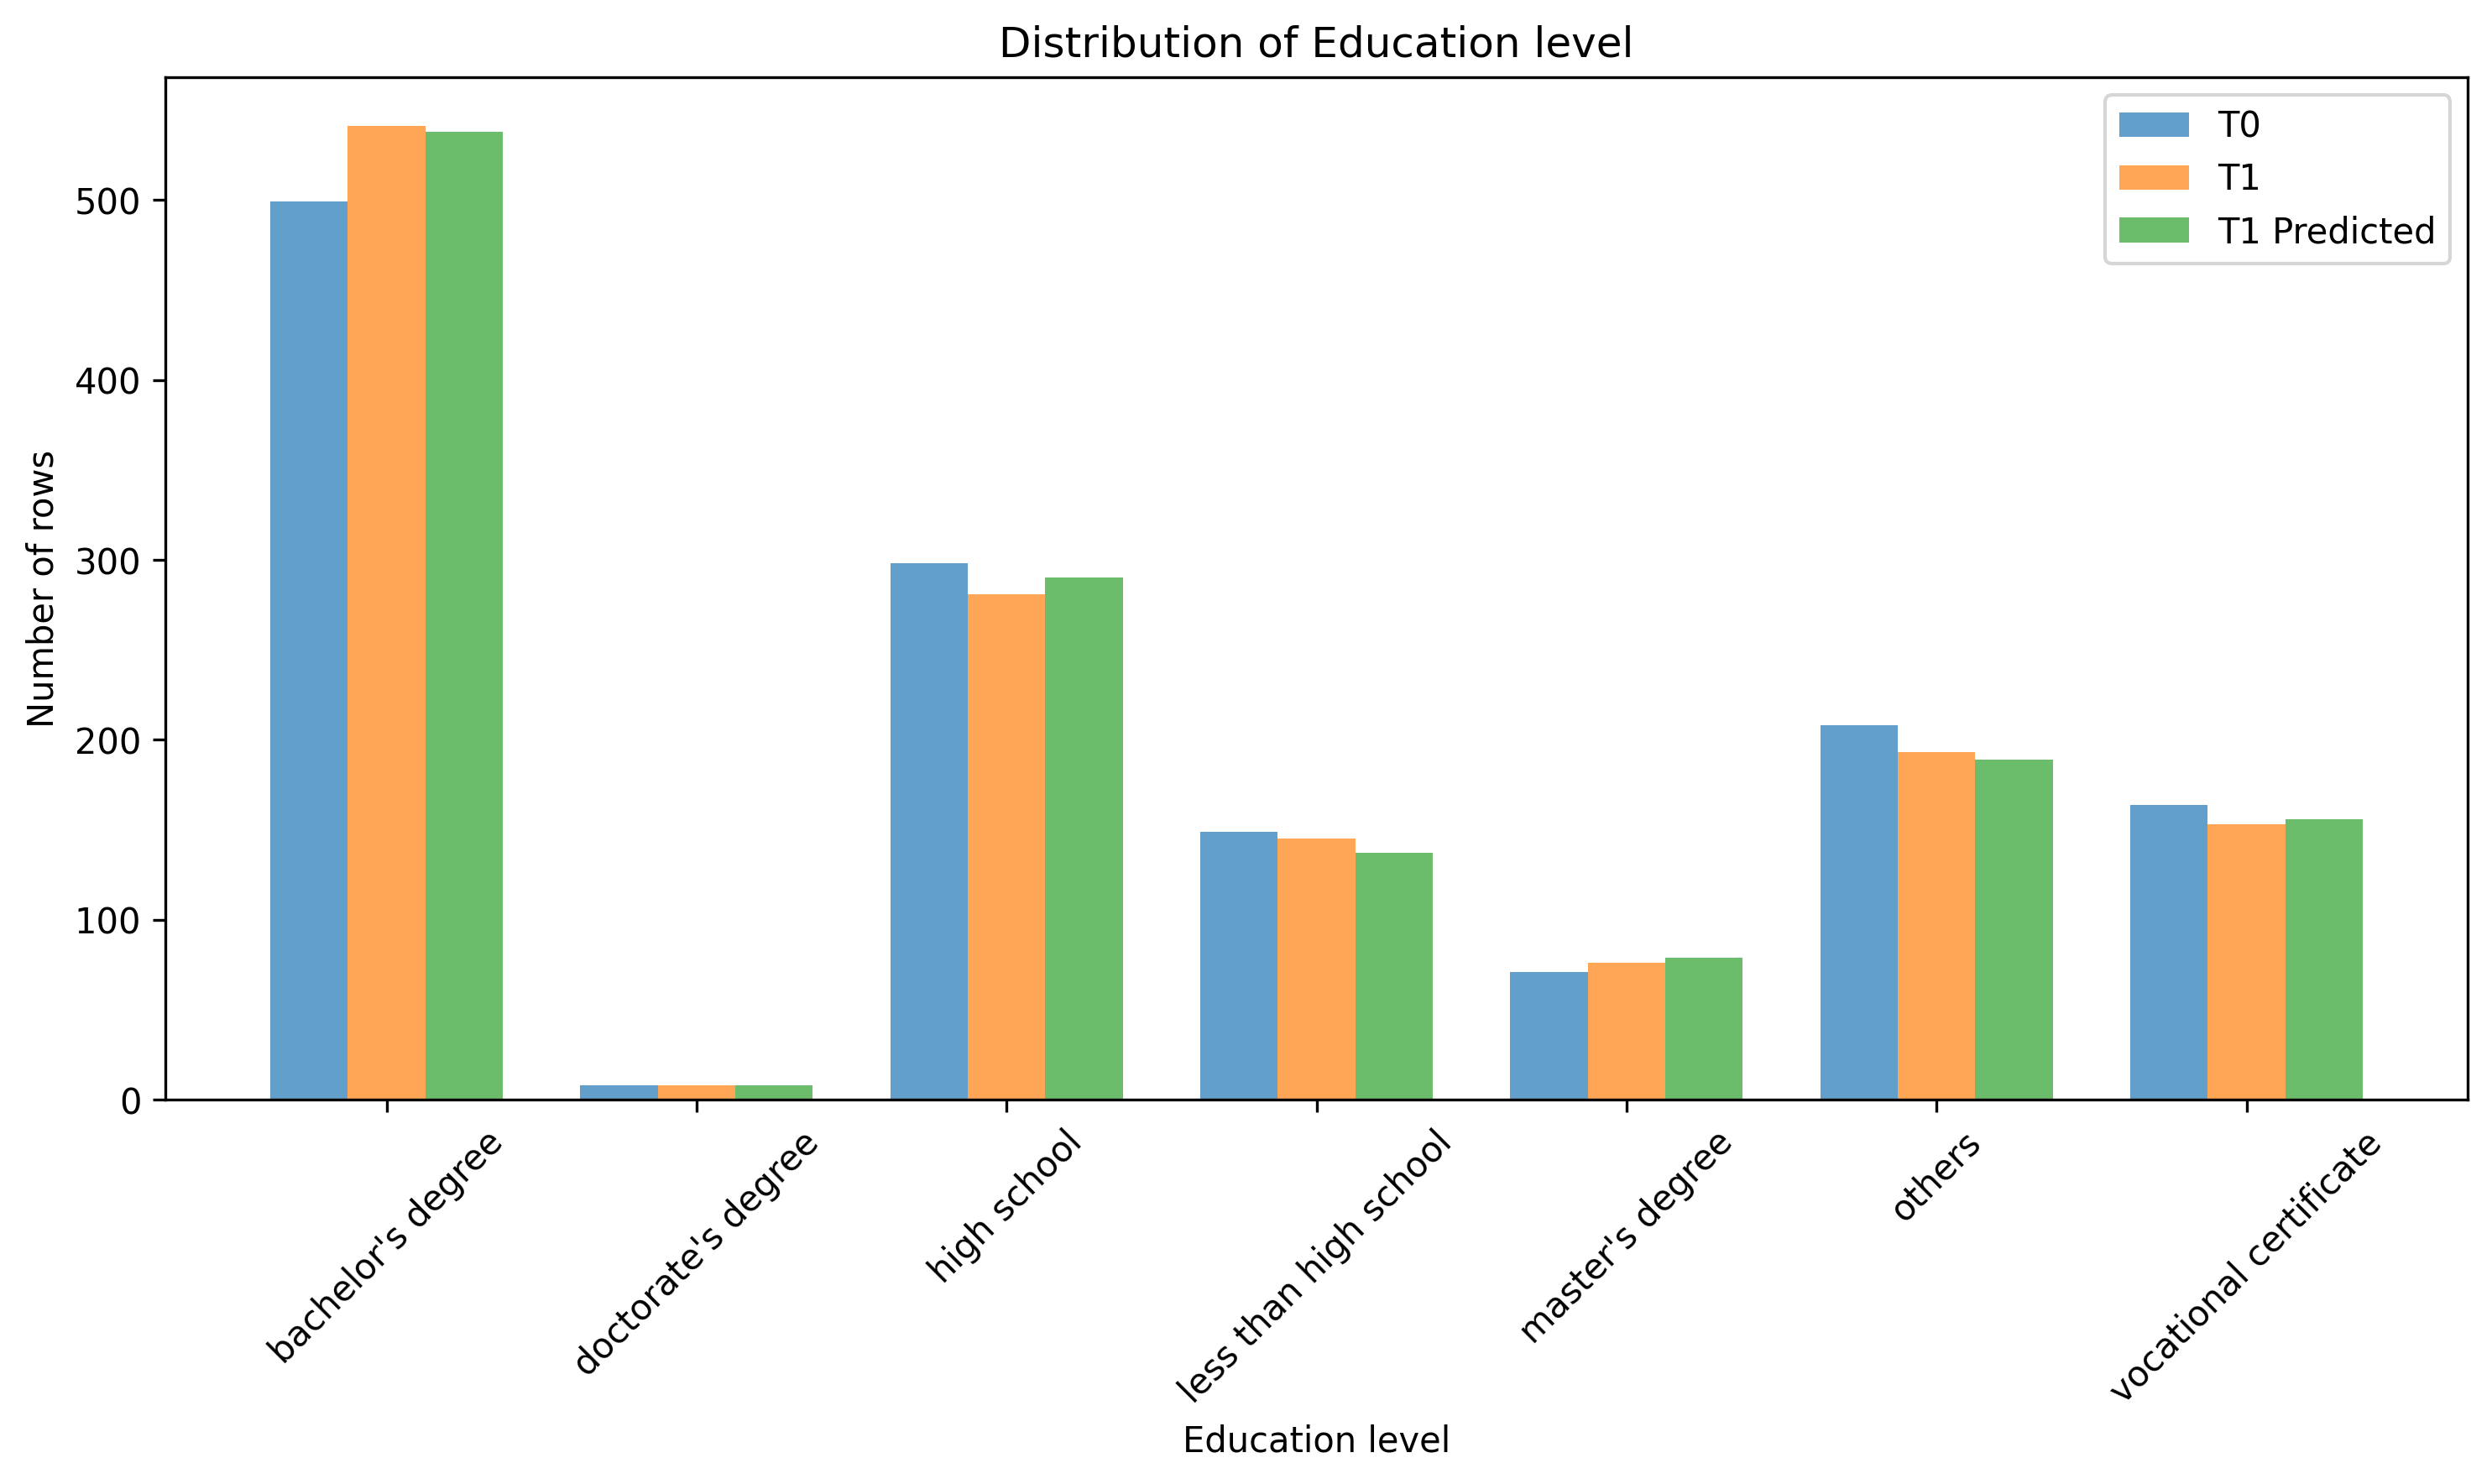 Distribution of Education level
T0
T1
T1 Predicted
Number of rows
500
400
300
200
100
0
bachelor's degree
doctorate's degree
high school
less than high school
master's degree
others
vocational certificate
Education level